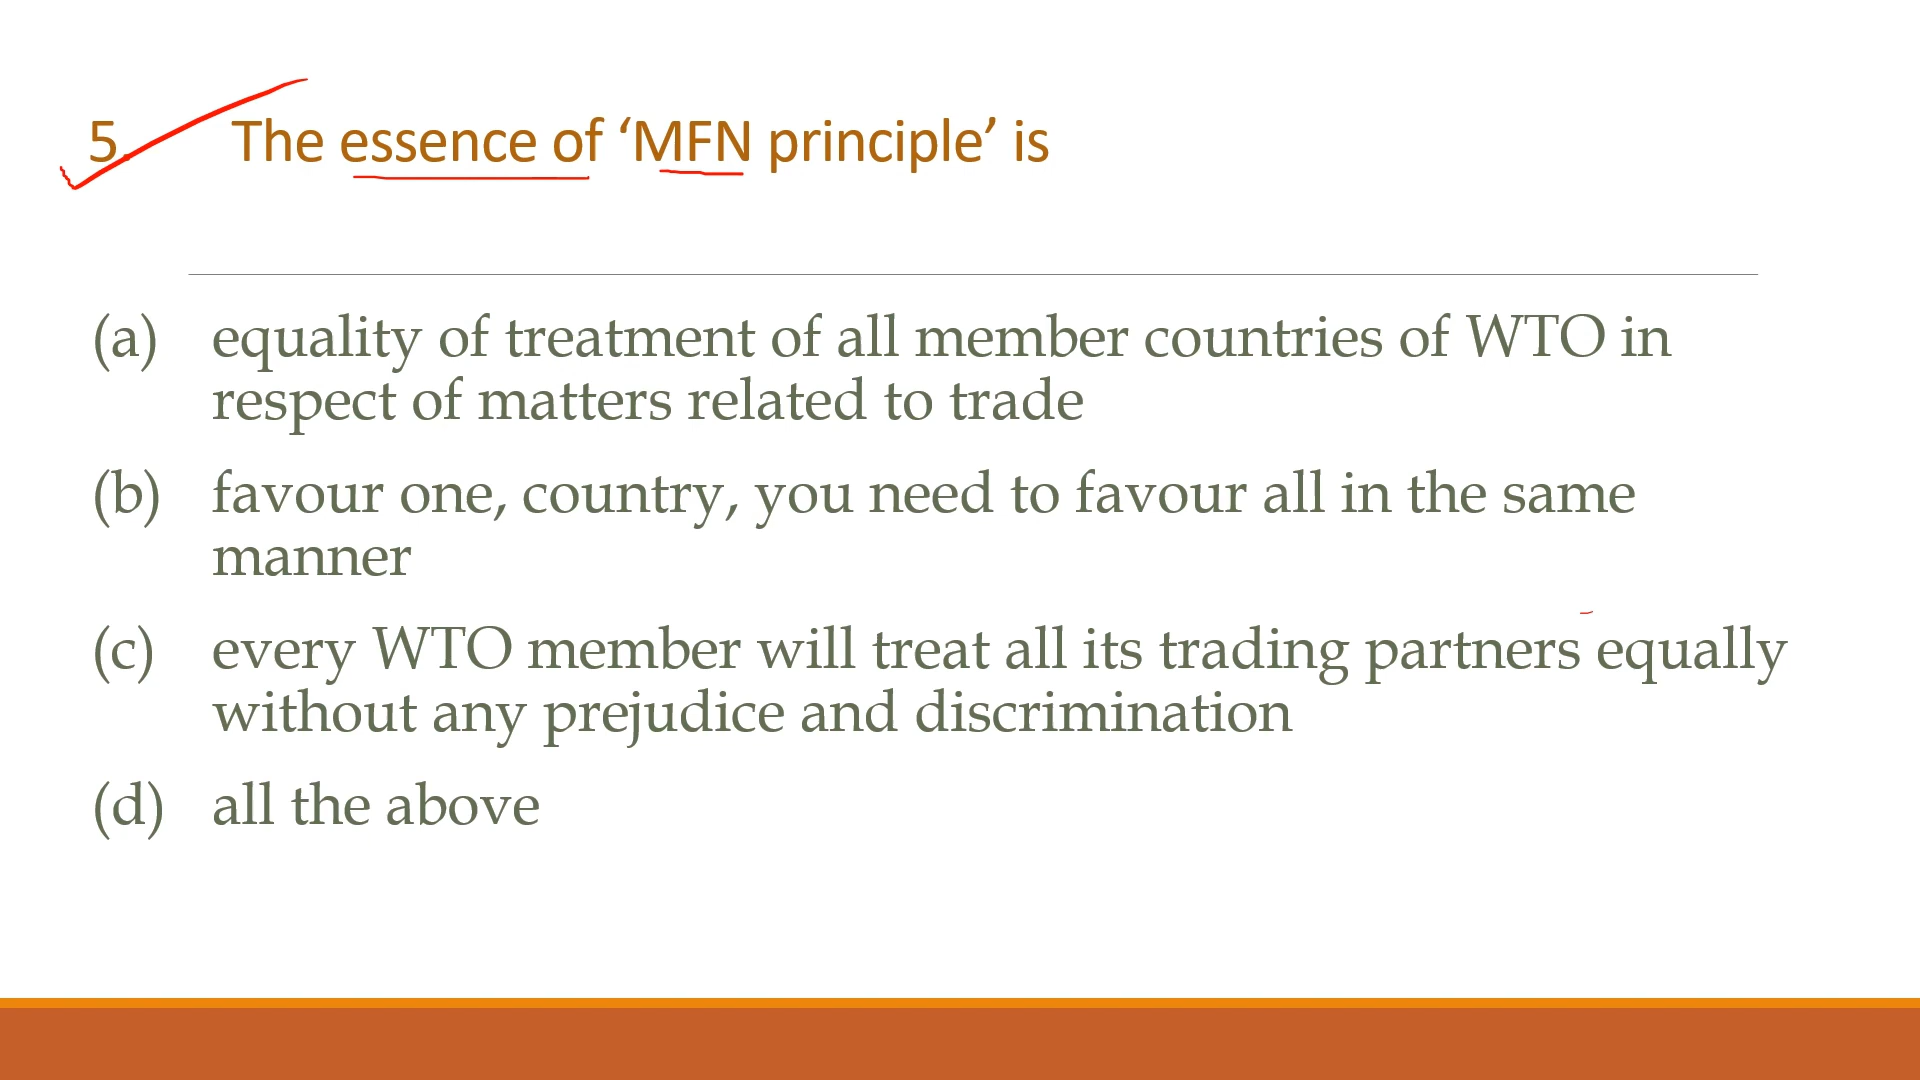 5. The essence of ‘MFN principle’ is
(a) equality of treatment of all member countries of WTO in
respect of matters related to trade
(b) favour one, country, you need to favour all in the same
manner
(c) every WTO member will treat all its trading partners equally
without any prejudice and discrimination
(d) all the above